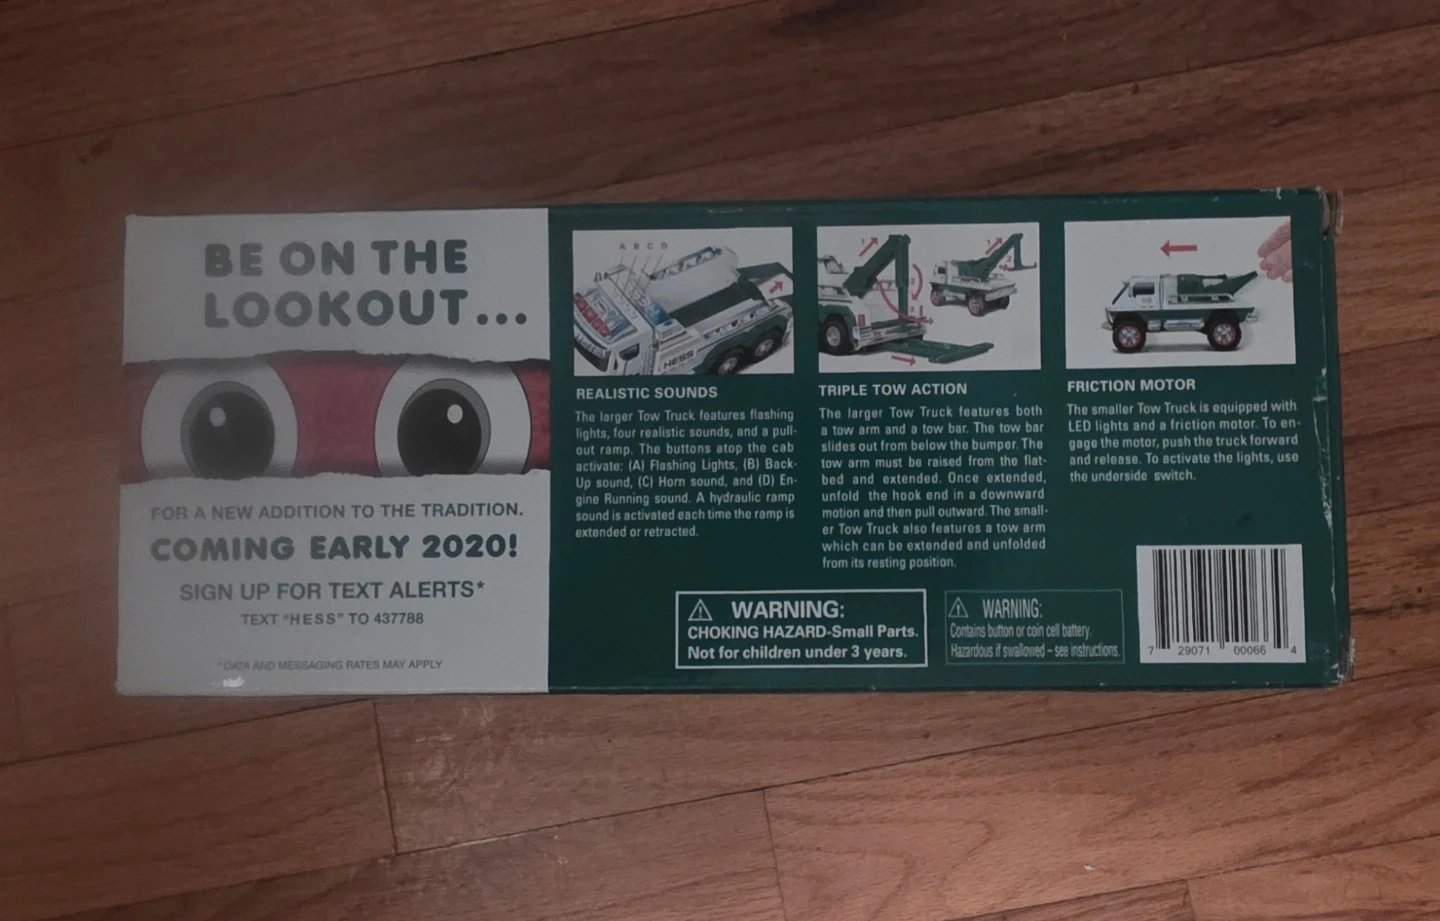 BE ON THE
LOOKOUT...
FOR A NEW ADDITION TO THE TRADITION.
COMING EARLY 2020!
SIGN UP FOR TEXT ALERTS*
TEXT "HESS" TO 437788
*DATA AND MESSAGING RATES MAY APPLY
A B C D
HESS
REALISTIC SOUNDS
The larger Tow Truck features flashing
lights, four realistic sounds, and a pull-
out ramp. The buttons atop the cab
activate: (A) Flashing Lights, (B) Back-
Up sound, (C) Horn sound, and (D) En-
gine Running sound. A hydraulic ramp
sound is activated each time the ramp is
extended or retracted.
TRIPLE TOW ACTION
The larger Tow Truck features both
a tow arm and a tow bar. The tow bar
slides out from below the bumper. The
tow arm must be raised from the flat-
bed and extended. Once extended,
unfold the hook end in a downward
motion and then pull outward. The small-
er Tow Truck also features a tow arm
which can be extended and unfolded
from its resting position.
FRICTION MOTOR
The smaller Tow Truck is equipped with
LED lights and a friction motor. To en-
gage the motor, push the truck forward
and release. To activate the lights, use
the underside switch.
WARNING:
CHOKING HAZARD-Small Parts.
Not for children under 3 years.
WARNING:
Contains button or coin cell battery.
Hazardous if swallowed – see instructions.
7 29071 00066 4